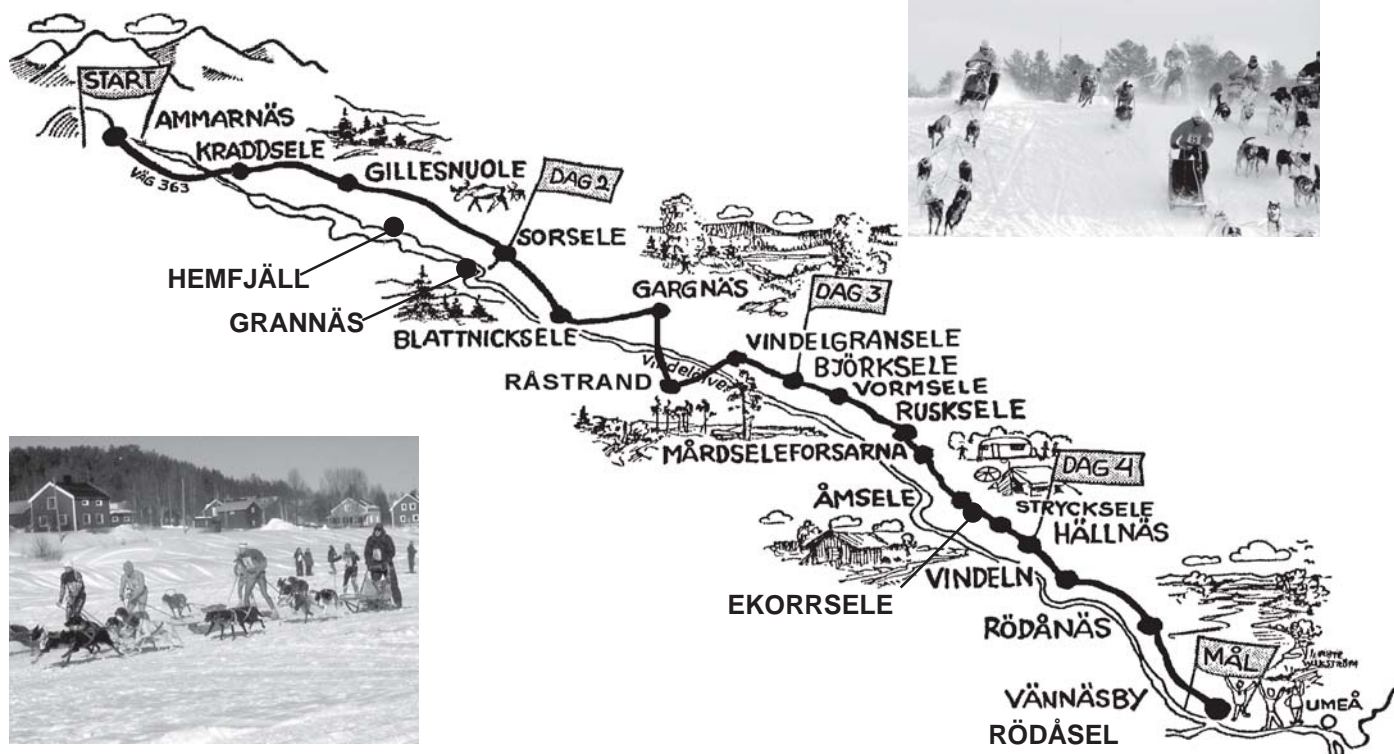 START
AMMARNÄS
KRADDSELE
VÄG 363
GILLESNUOLE
DAG 2
SORSELE
HEMFJÄLL
GRANNÄS
GARGNÄS
DAG 3
BLATTNICKSELE
VINDELGRANSELE
Vindelälven
BJÖRKSELE
RÅSTRAND
VORMSELE
RUSKSELE
MÅRDSELEFORSARNA
DAG 4
ÅMSELE
STRYCKSELE
HÄLLNÄS
VINDELN
EKORRSELE
RÖDÅNÄS
MÅL
VÄNNÄSBY
UMEÅ
RÖDÅSEL